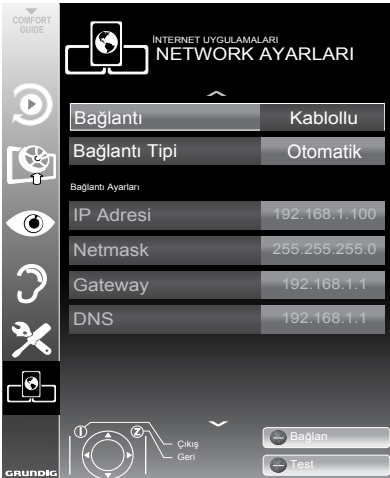 COMFORT
GUIDE
İNTERNET UYGULAMALARI
NETWORK AYARLARI
Bağlantı Kablollu
Bağlantı Tipi Otomatik
Bağlantı Ayarları
IP Adresi 192.168.1.100
Netmask 255.255.255.0
Gateway 192.168.1.1
DNS 192.168.1.1
Z
Çıkış
Geri
Bağlan
Test
GRUNDIG